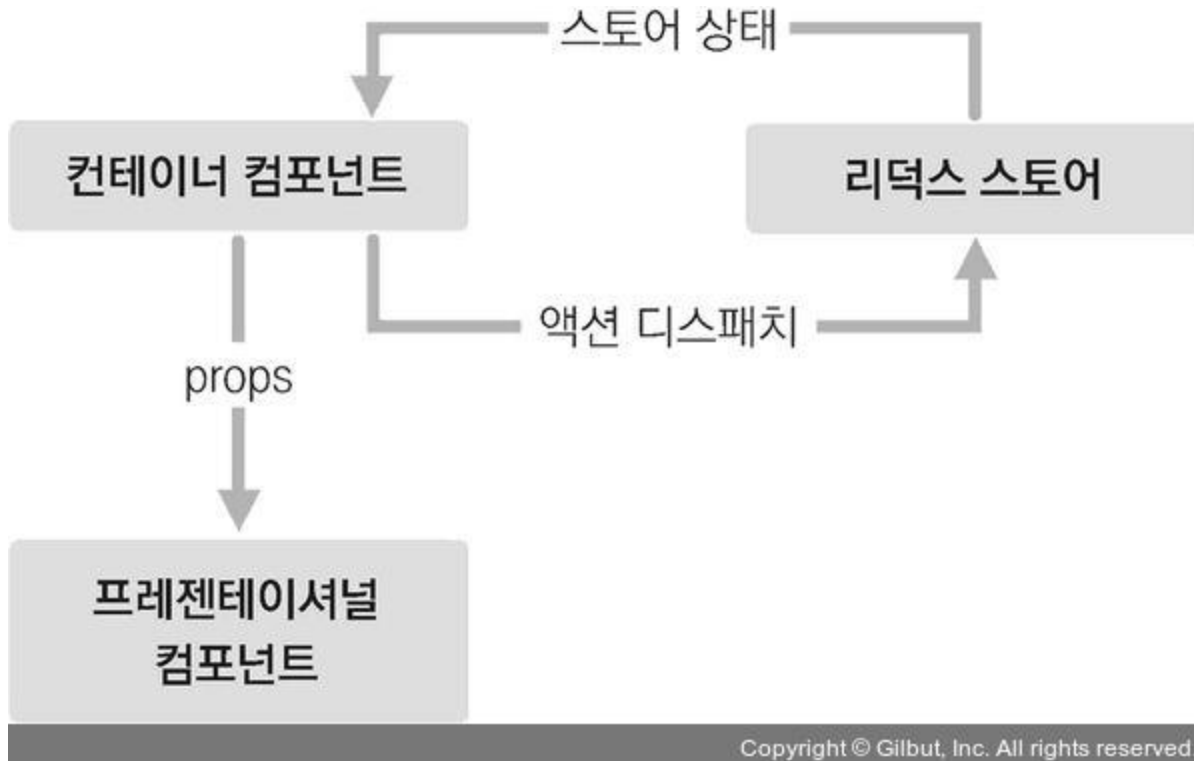 스토어 상태
컨테이너 컴포넌트
리덕스 스토어
액션 디스패치
props
프레젠테이셔널
컴포넌트
Copyright © Gilbut, Inc. All rights reserved